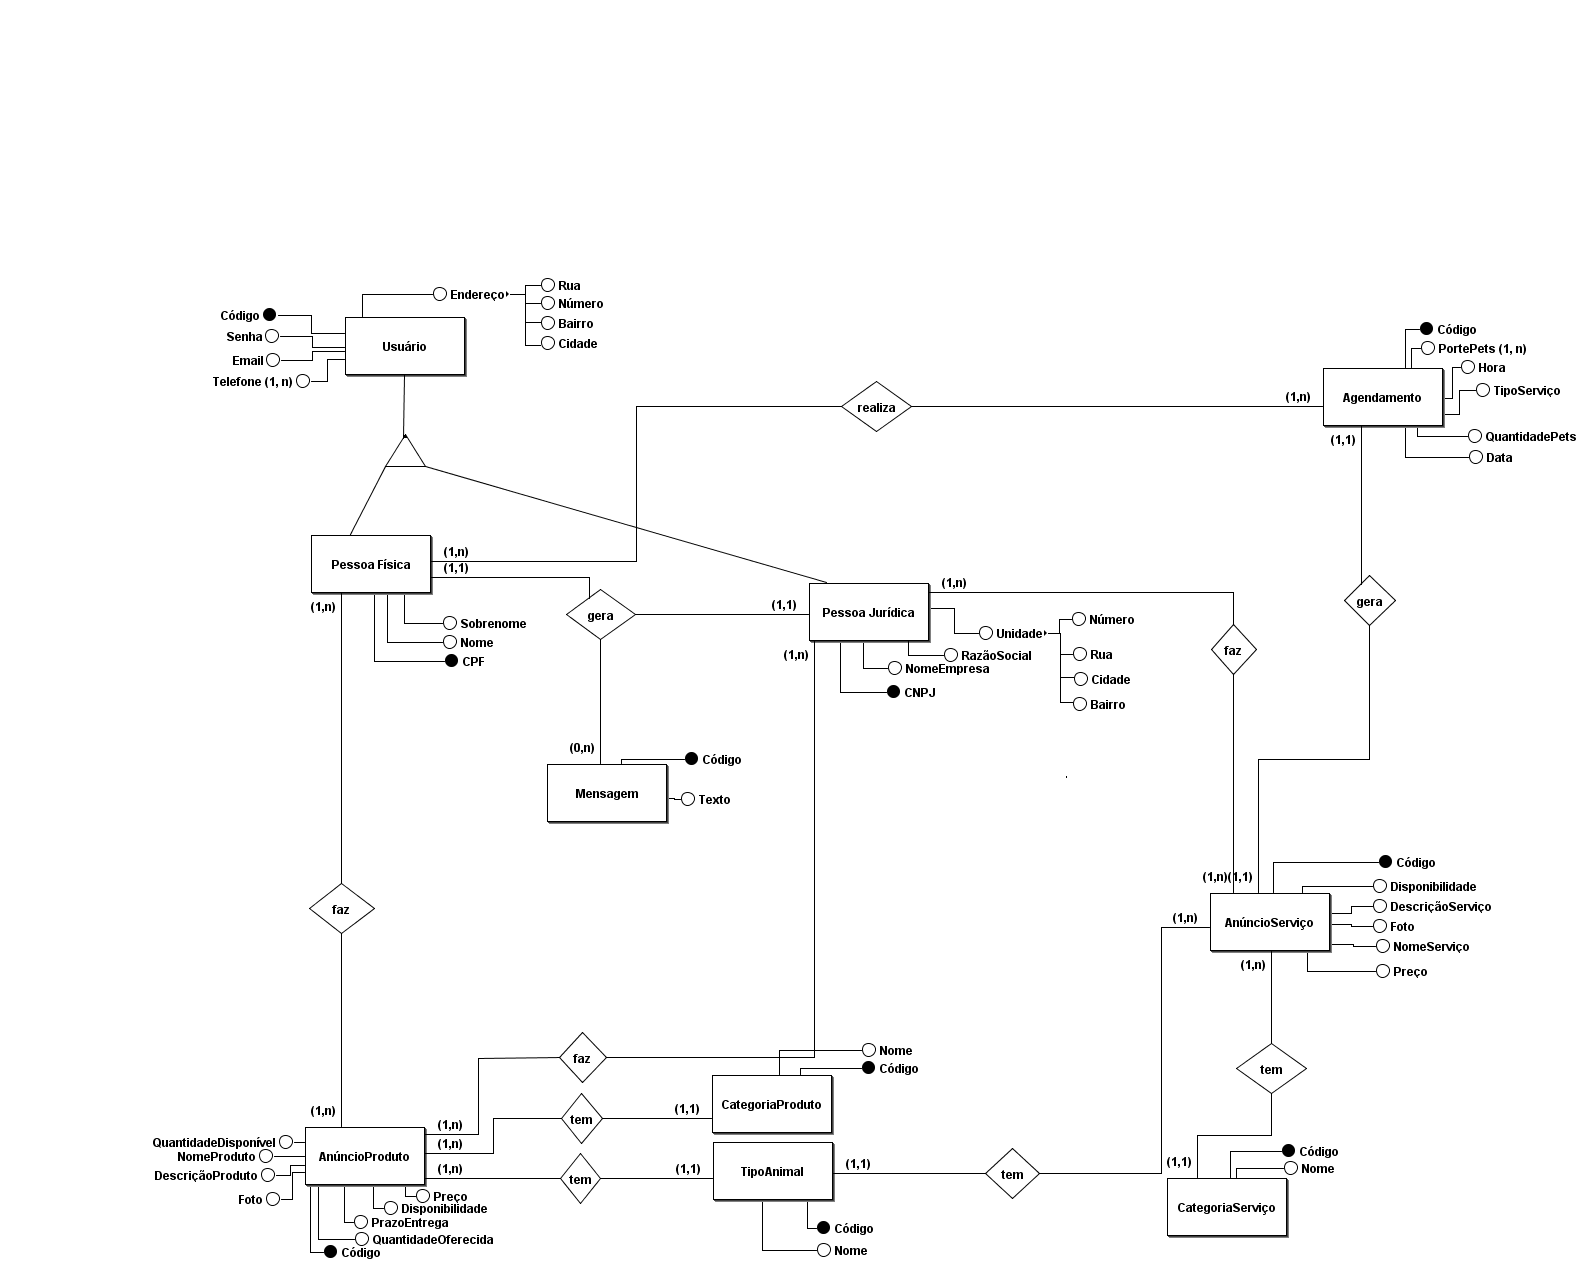 Código
Senha
Email
Telefone (1, n)
Usuário
Endereço
Rua
Número
Bairro
Cidade
realiza
(1,n)
Agendamento
(1,1)
Código
PortePets (1, n)
Hora
TipoServiço
QuantidadePets
Data
Pessoa Física
(1,n)
(1,1)
(1,n)
Sobrenome
Nome
CPF
gera
(1,1)
Pessoa Jurídica
(1,n)
(1,n)
Unidade
Número
Rua
Cidade
Bairro
RazãoSocial
NomeEmpresa
CNPJ
faz
gera
(0,n)
Mensagem
Código
Texto
faz
(1,n)(1,1)
AnúncioServiço
(1,n)
(1,n)
Código
Disponibilidade
DescriçãoServiço
Foto
NomeServiço
Preço
tem
(1,1)
CategoriaServiço
Código
Nome
faz
tem
(1,1)
CategoriaProduto
Nome
Código
(1,n)
(1,n)
(1,n)
(1,n)
AnúncioProduto
QuantidadeDisponível
NomeProduto
DescriçãoProduto
Foto
Preço
Disponibilidade
PrazoEntrega
QuantidadeOferecida
Código
tem
(1,1)
TipoAnimal
(1,1)
tem
Código
Nome